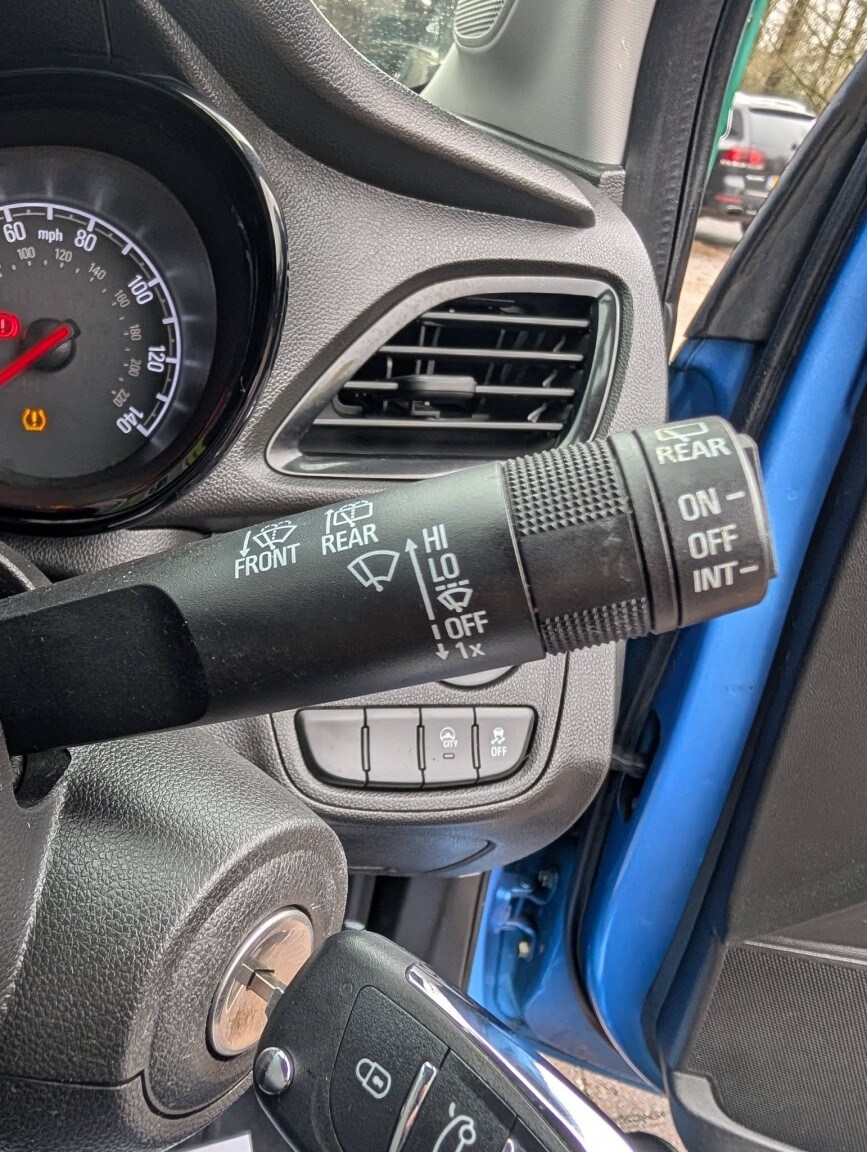 60 mph 80
100
120
140
100
120
140
160
180
200
220
REAR
ON -
OFF
INT-
FRONT
REAR
HI
LO
OFF
1x
CITY
OFF